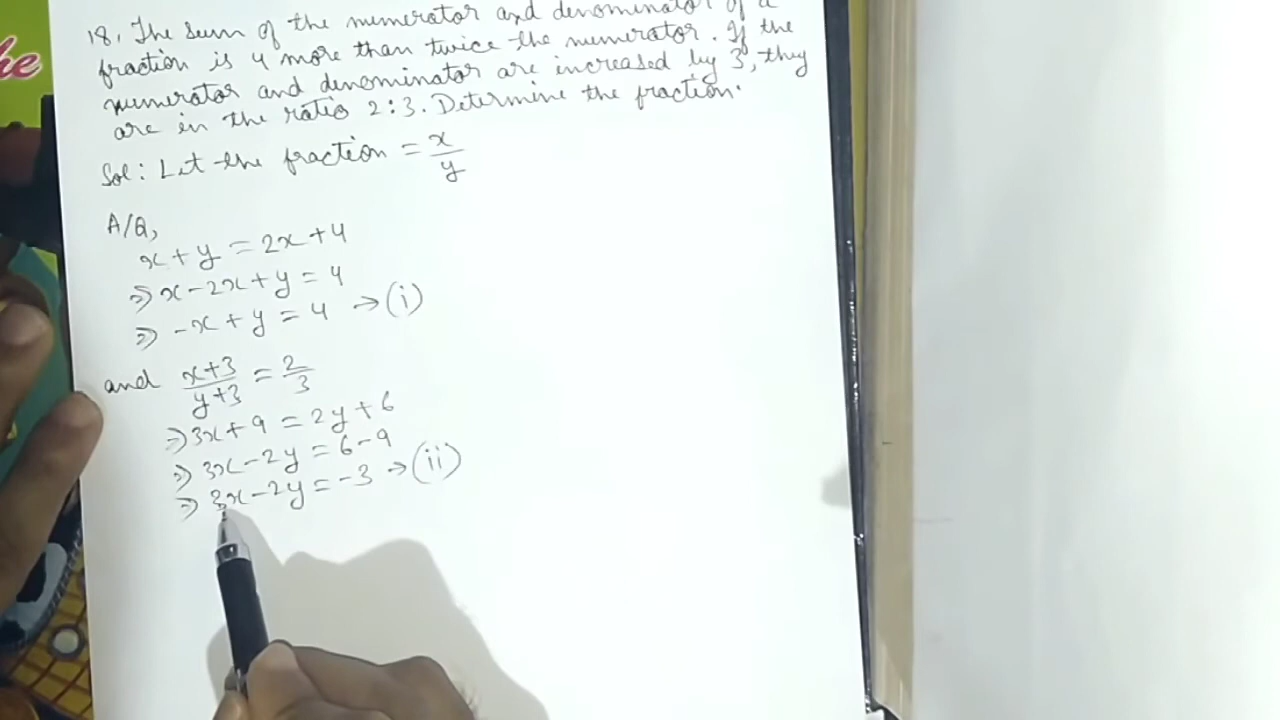 he
18. The sum of the numerator and denominator of a
fraction is 4 more than twice the numerator. If the
numerator and denominator are increased by 3, they
are in the ratio 2:3. Determine the fraction.
Sol: Let the fraction = x/y
A/Q,
x + y = 2x + 4
⇒ x - 2x + y = 4
⇒ -x + y = 4 → (i)
and (x+3)/(y+3) = 2/3
⇒ 3x + 9 = 2y + 6
⇒ 3x - 2y = 6 - 9
⇒ 3x - 2y = -3 → (ii)